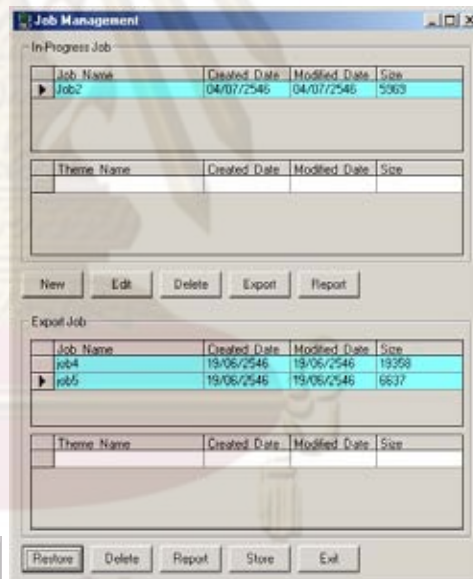 Job Management
In-Progress Job
Job Name Created Date Modified Date Size
Job2 04/07/2546 04/07/2546 5969
Theme Name Created Date Modified Date Size
New Edit Delete Export Report
Export Job
Job Name Created Date Modified Date Size
job4 19/06/2546 19/06/2546 19358
job5 19/06/2546 19/06/2546 6637
Theme Name Created Date Modified Date Size
Restore Delete Report Store Exit